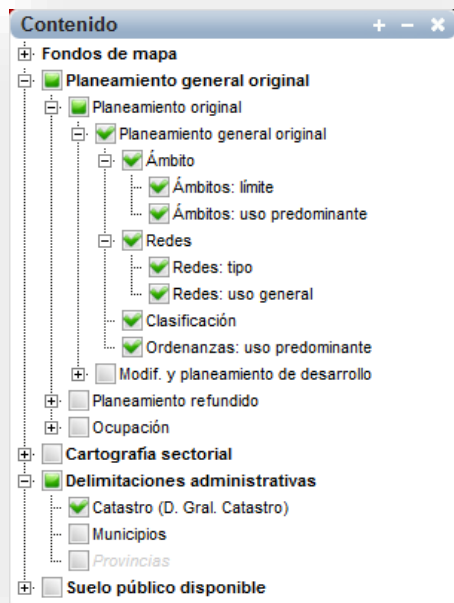 Contenido
Fondos de mapa
Planeamiento general original
Planeamiento original
Planeamiento general original
Ámbito
Ámbitos: límite
Ámbitos: uso predominante
Redes
Redes: tipo
Redes: uso general
Clasificación
Ordenanzas: uso predominante
Modif. y planeamiento de desarrollo
Planeamiento refundido
Ocupación
Cartografía sectorial
Delimitaciones administrativas
Catastro (D. Gral. Catastro)
Municipios
Provincias
Suelo público disponible